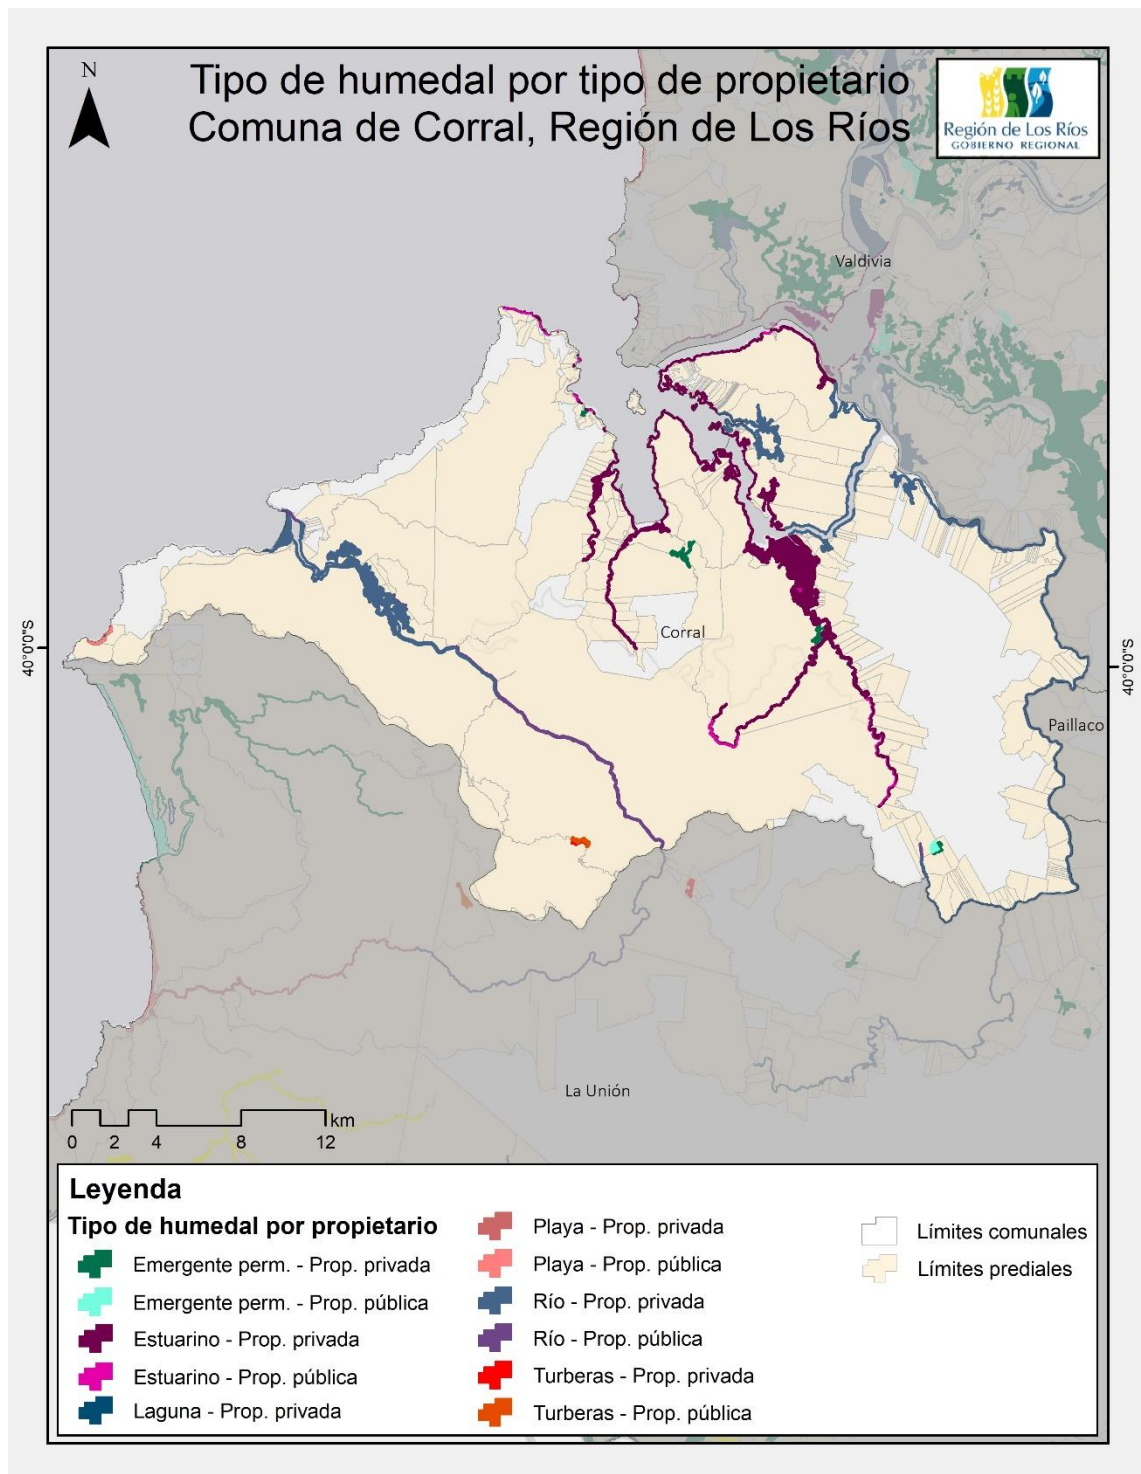 N
Tipo de humedal por tipo de propietario
Comuna de Corral, Región de Los Ríos
Región de Los Ríos
GOBIERNO REGIONAL
Valdivia
Corral
Paillaco
La Unión
40°0'0"S
40°0'0"S
km
0 2 4 8 12
Leyenda
Tipo de humedal por propietario
Emergente perm. - Prop. privada
Emergente perm. - Prop. pública
Estuarino - Prop. privada
Estuarino - Prop. pública
Laguna - Prop. privada
Playa - Prop. privada
Playa - Prop. pública
Río - Prop. privada
Río - Prop. pública
Turberas - Prop. privada
Turberas - Prop. pública
Límites comunales
Límites prediales